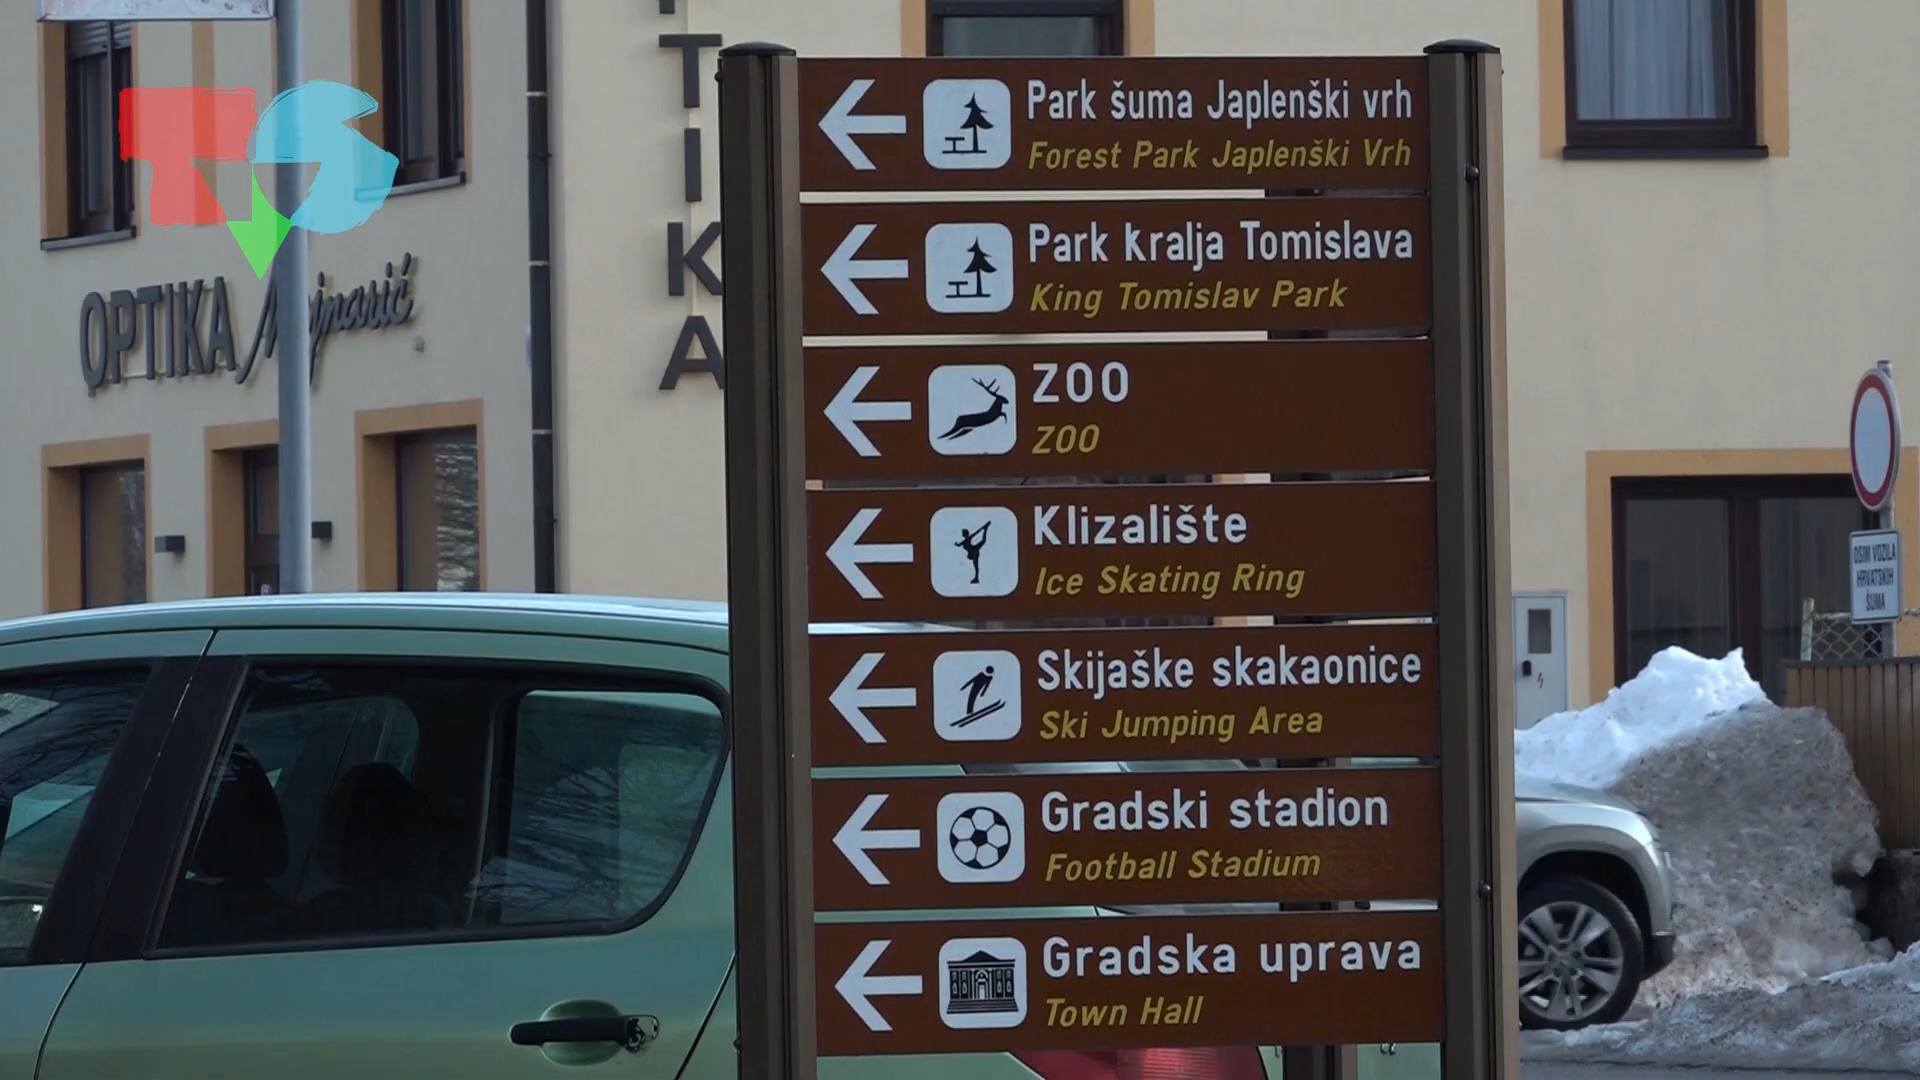 Park šuma Japlenški vrh
Forest Park Japlenški Vrh
Park kralja Tomislava
King Tomislav Park
ZOO
ZOO
Klizalište
Ice Skating Ring
Skijaške skakaonice
Ski Jumping Area
Gradski stadion
Football Stadium
Gradska uprava
Town Hall
OPTIKA
TIKA
OSIM VOZILA
HRVATSKIH
ŠUMA
TS